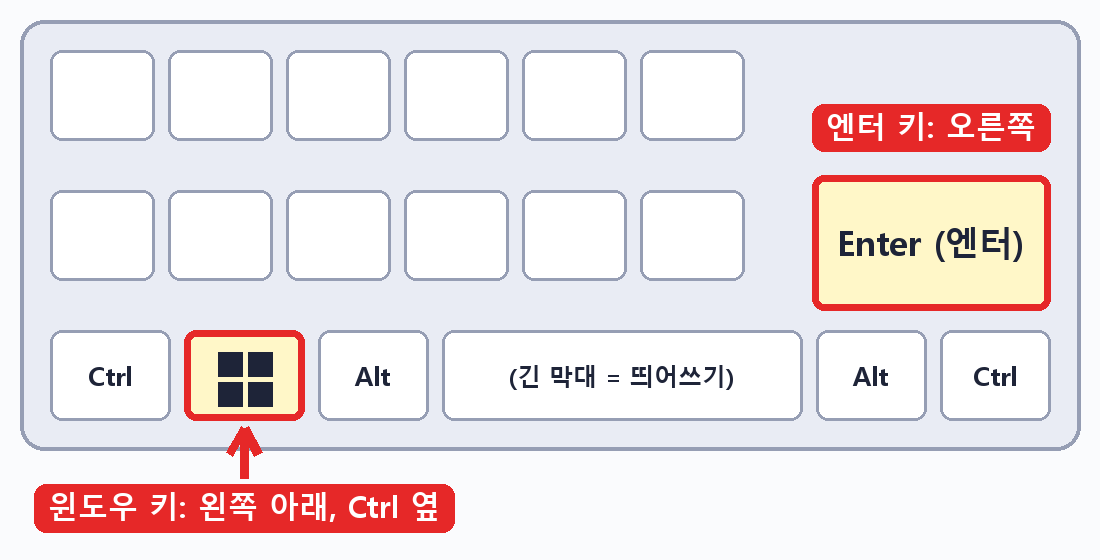 엔터 키: 오른쪽
Enter (엔터)
Ctrl
Alt
(긴 막대 = 띄어쓰기)
Alt
Ctrl
윈도우 키: 왼쪽 아래, Ctrl 옆